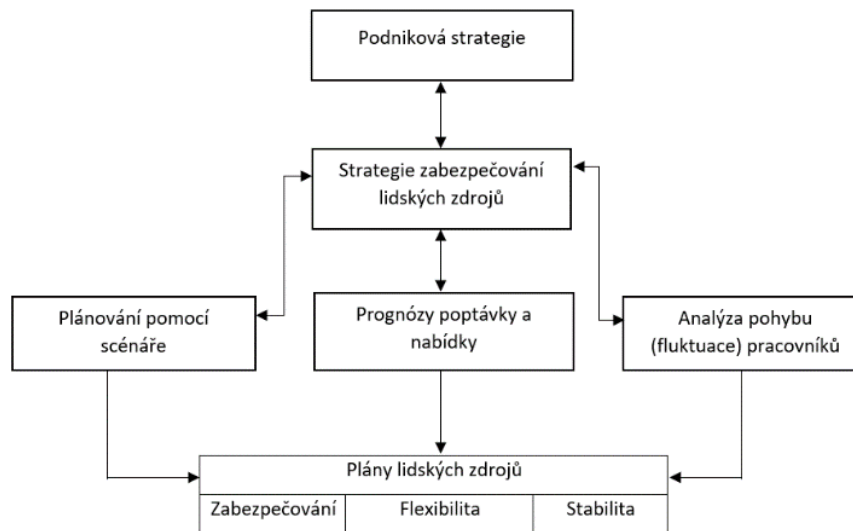 Podniková strategie
Strategie zabezpečování
lidských zdrojů
Plánování pomocí
scénáře
Prognózy poptávky a
nabídky
Analýza pohybu
(fluktuace) pracovníků
Plány lidských zdrojů
Zabezpečování
Flexibilita
Stabilita